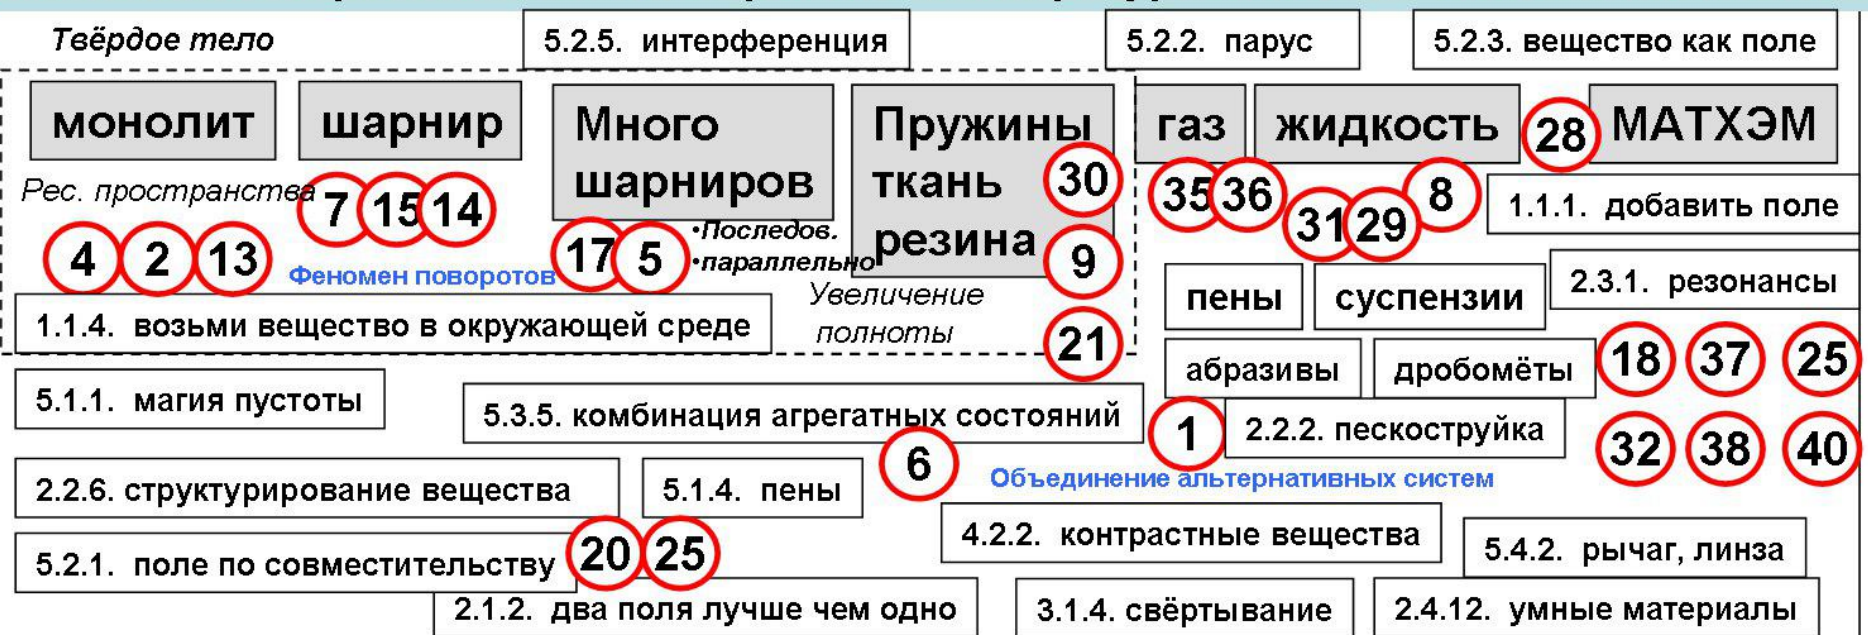 Твёрдое тело
5.2.5. интерференция
5.2.2. парус
5.2.3. вещество как поле
монолит
шарнир
Много
шарниров
Пружины
ткань
резина
газ
жидкость
28
МАТХЭМ
Рес. пространства
7
15
14
30
35
36
31
29
8
1.1.1. добавить поле
4
2
13
Феномен поворотов
17
5
•Последов.
•параллельно
9
Увеличение
полноты
21
пены
суспензии
2.3.1. резонансы
1.1.4. возьми вещество в окружающей среде
абразивы
дробомёты
18
37
25
5.1.1. магия пустоты
5.3.5. комбинация агрегатных состояний
1
2.2.2. пескоструйка
32
38
40
6
Объединение альтернативных систем
2.2.6. структурирование вещества
5.1.4. пены
4.2.2. контрастные вещества
5.4.2. рычаг, линза
5.2.1. поле по совместительству
20
25
2.1.2. два поля лучше чем одно
3.1.4. свёртывание
2.4.12. умные материалы